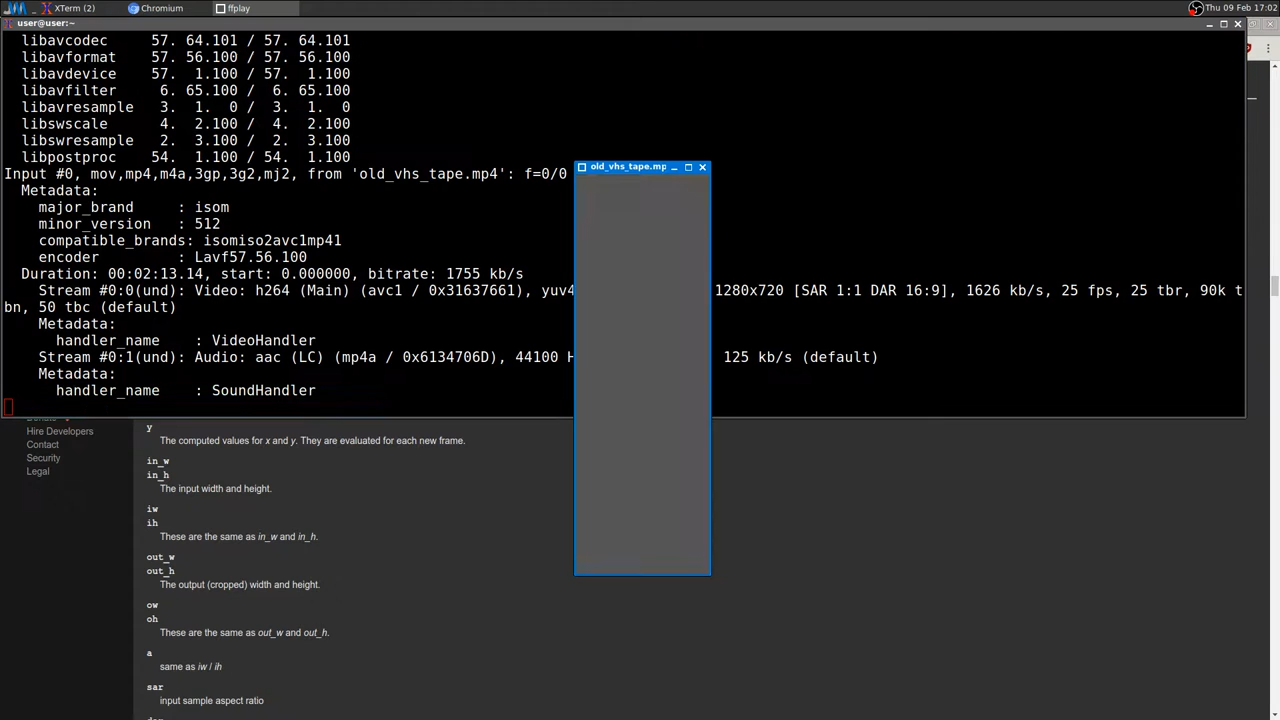 XTerm (2)
Chromium
ffplay
Thu 09 Feb 17:02
user@user:~
libavcodec 57. 64.101 / 57. 64.101
libavformat 57. 56.100 / 57. 56.100
libavdevice 57. 1.100 / 57. 1.100
libavfilter 6. 65.100 / 6. 65.100
libavresample 3. 1. 0 / 3. 1. 0
libswscale 4. 2.100 / 4. 2.100
libswresample 2. 3.100 / 2. 3.100
libpostproc 54. 1.100 / 54. 1.100
Input #0, mov,mp4,m4a,3gp,3g2,mj2, from 'old_vhs_tape.mp4': f=0/0
Metadata:
major_brand : isom
minor_version : 512
compatible_brands: isomiso2avc1mp41
encoder : Lavf57.56.100
Duration: 00:02:13.14, start: 0.000000, bitrate: 1755 kb/s
Stream #0:0(und): Video: h264 (Main) (avc1 / 0x31637661), yuv4 1280x720 [SAR 1:1 DAR 16:9], 1626 kb/s, 25 fps, 25 tbr, 90k t
bn, 50 tbc (default)
Metadata:
handler_name : VideoHandler
Stream #0:1(und): Audio: aac (LC) (mp4a / 0x6134706D), 44100 H 125 kb/s (default)
Metadata:
handler_name : SoundHandler
old_vhs_tape.mp
Hire Developers
Contact
Security
Legal
y
The computed values for x and y. They are evaluated for each new frame.
in_w
in_h
The input width and height.
iw
ih
These are the same as in_w and in_h.
out_w
out_h
The output (cropped) width and height.
ow
oh
These are the same as out_w and out_h.
a
same as iw / ih
sar
input sample aspect ratio